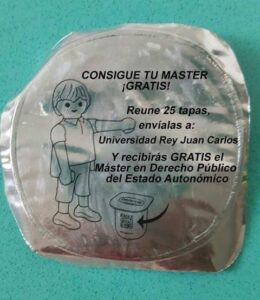 CONSIGUE TU MASTER
¡GRATIS!
Reune 25 tapas,
envíalas a:
Universidad Rey Juan Carlos
Y recibirás GRATIS el
Máster en Derecho Público
del Estado Autonómico